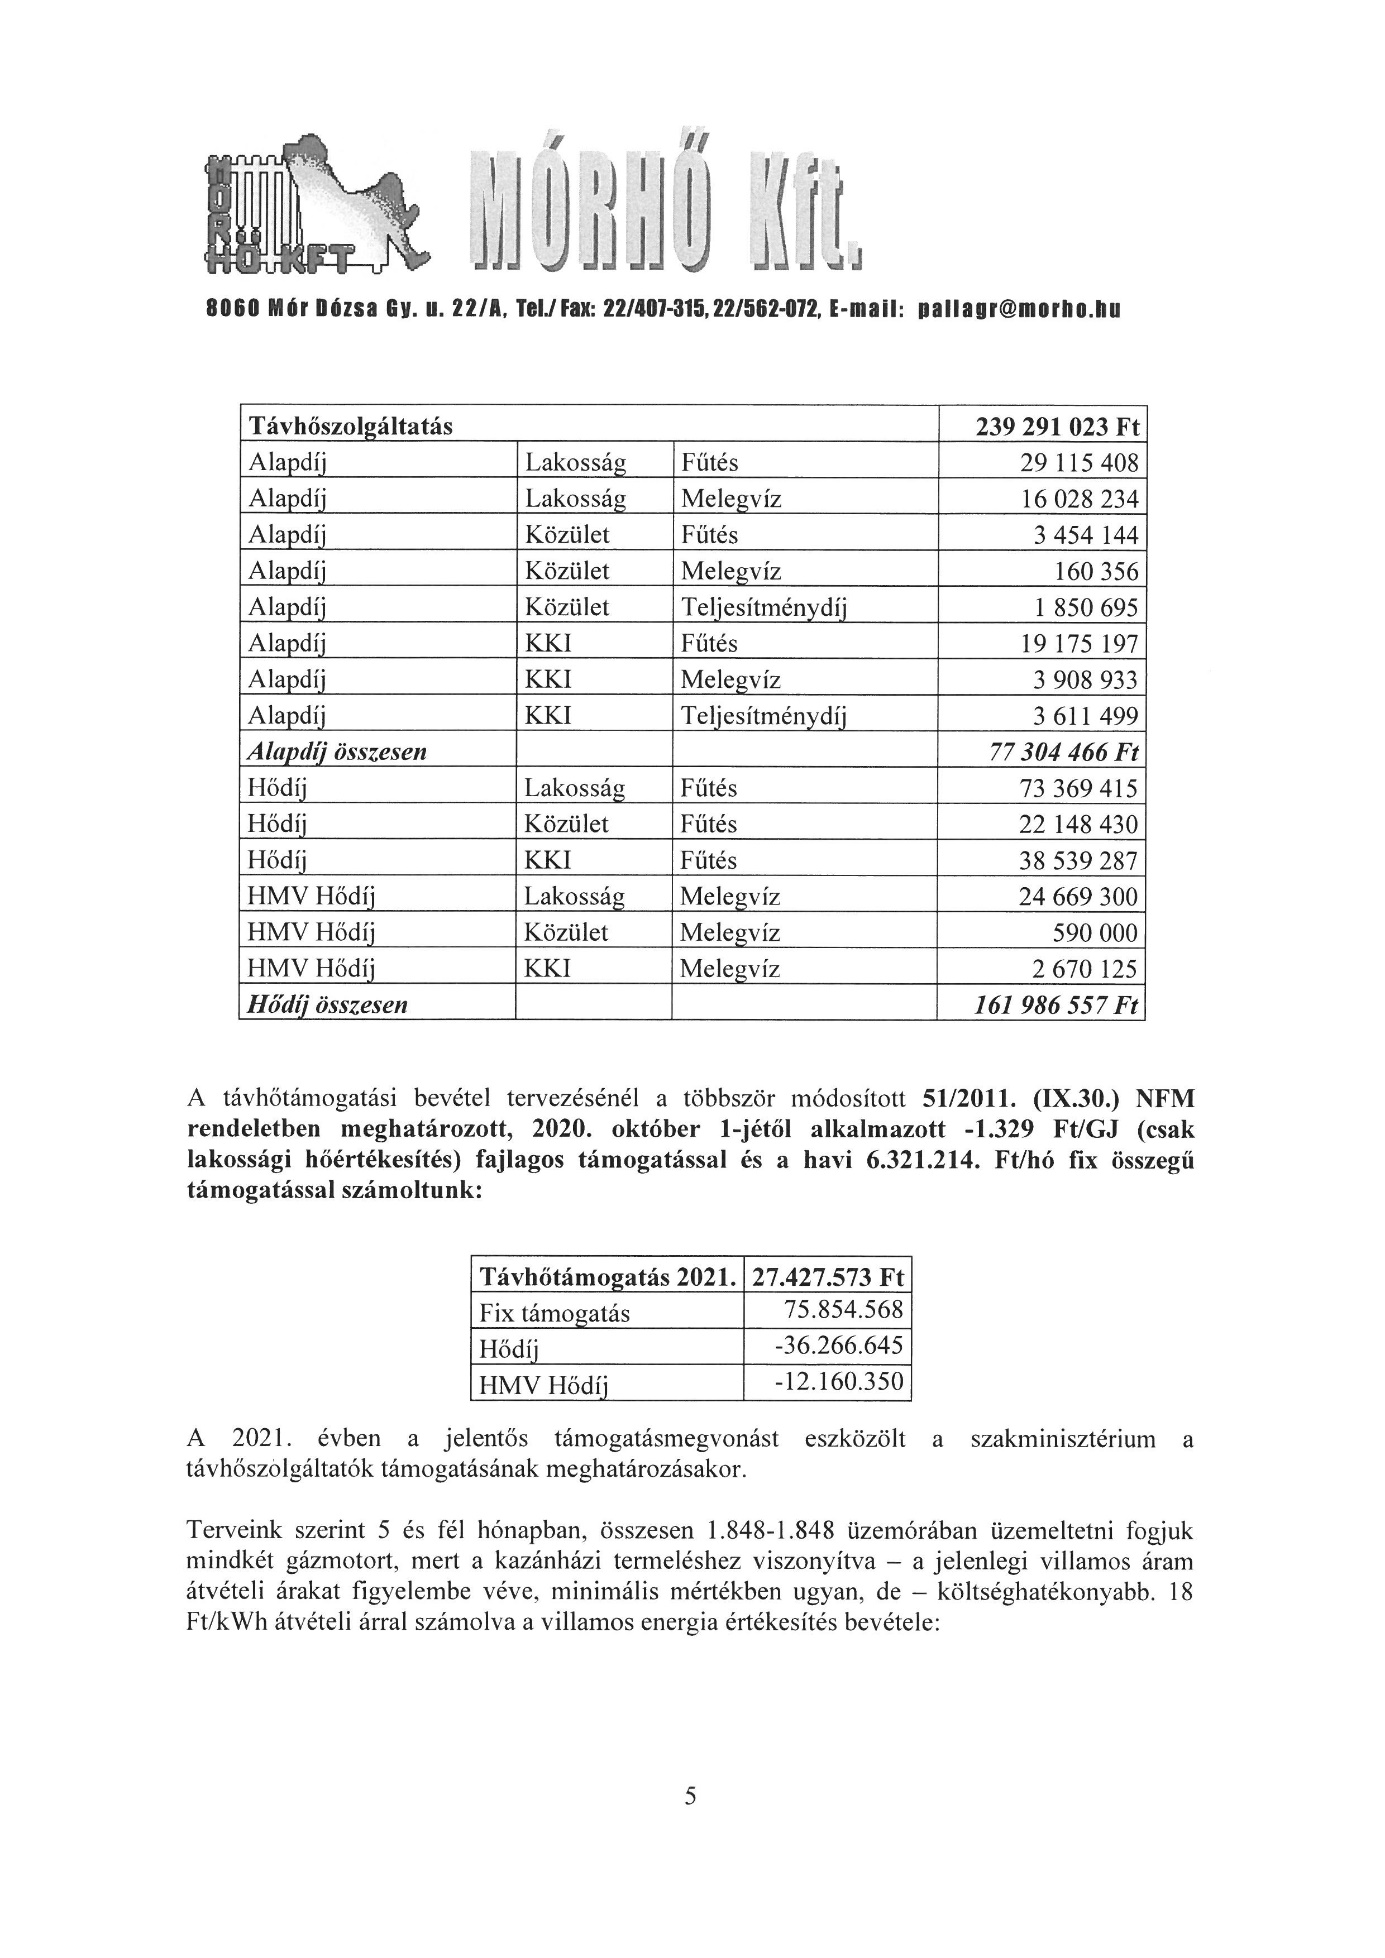 MÓRHŐ KFT
MÓRHŐ Kft.
8060 Mór Dózsa Gy. u. 22/A, Tel./Fax: 22/407-315, 22/562-072, E-mail: pallagr@morho.hu
Távhőszolgáltatás 239 291 023 Ft
Alapdíj Lakosság Fűtés 29 115 408
Alapdíj Lakosság Melegvíz 16 028 234
Alapdíj Közület Fűtés 3 454 144
Alapdíj Közület Melegvíz 160 356
Alapdíj Közület Teljesítménydíj 1 850 695
Alapdíj KKI Fűtés 19 175 197
Alapdíj KKI Melegvíz 3 908 933
Alapdíj KKI Teljesítménydíj 3 611 499
Alapdíj összesen 77 304 466 Ft
Hődíj Lakosság Fűtés 73 369 415
Hődíj Közület Fűtés 22 148 430
Hődíj KKI Fűtés 38 539 287
HMV Hődíj Lakosság Melegvíz 24 669 300
HMV Hődíj Közület Melegvíz 590 000
HMV Hődíj KKI Melegvíz 2 670 125
Hődíj összesen 161 986 557 Ft
A távhőtámogatási bevétel tervezésénél a többször módosított 51/2011. (IX.30.) NFM
rendeletben meghatározott, 2020. október 1-jétől alkalmazott -1.329 Ft/GJ (csak
lakossági hőértékesítés) fajlagos támogatással és a havi 6.321.214. Ft/hó fix összegű
támogatással számoltunk:
Távhőtámogatás 2021. 27.427.573 Ft
Fix támogatás 75.854.568
Hődíj -36.266.645
HMV Hődíj -12.160.350
A 2021. évben a jelentős támogatásmegvonást eszközölt a szakminisztérium a
távhőszolgáltatók támogatásának meghatározásakor.
Terveink szerint 5 és fél hónapban, összesen 1.848-1.848 üzemórában üzemeltetni fogjuk
mindkét gázmotort, mert a kazánházi termeléshez viszonyítva – a jelenlegi villamos áram
átvételi árakat figyelembe véve, minimális mértékben ugyan, de – költséghatékonyabb. 18
Ft/kWh átvételi árral számolva a villamos energia értékesítés bevétele:
5